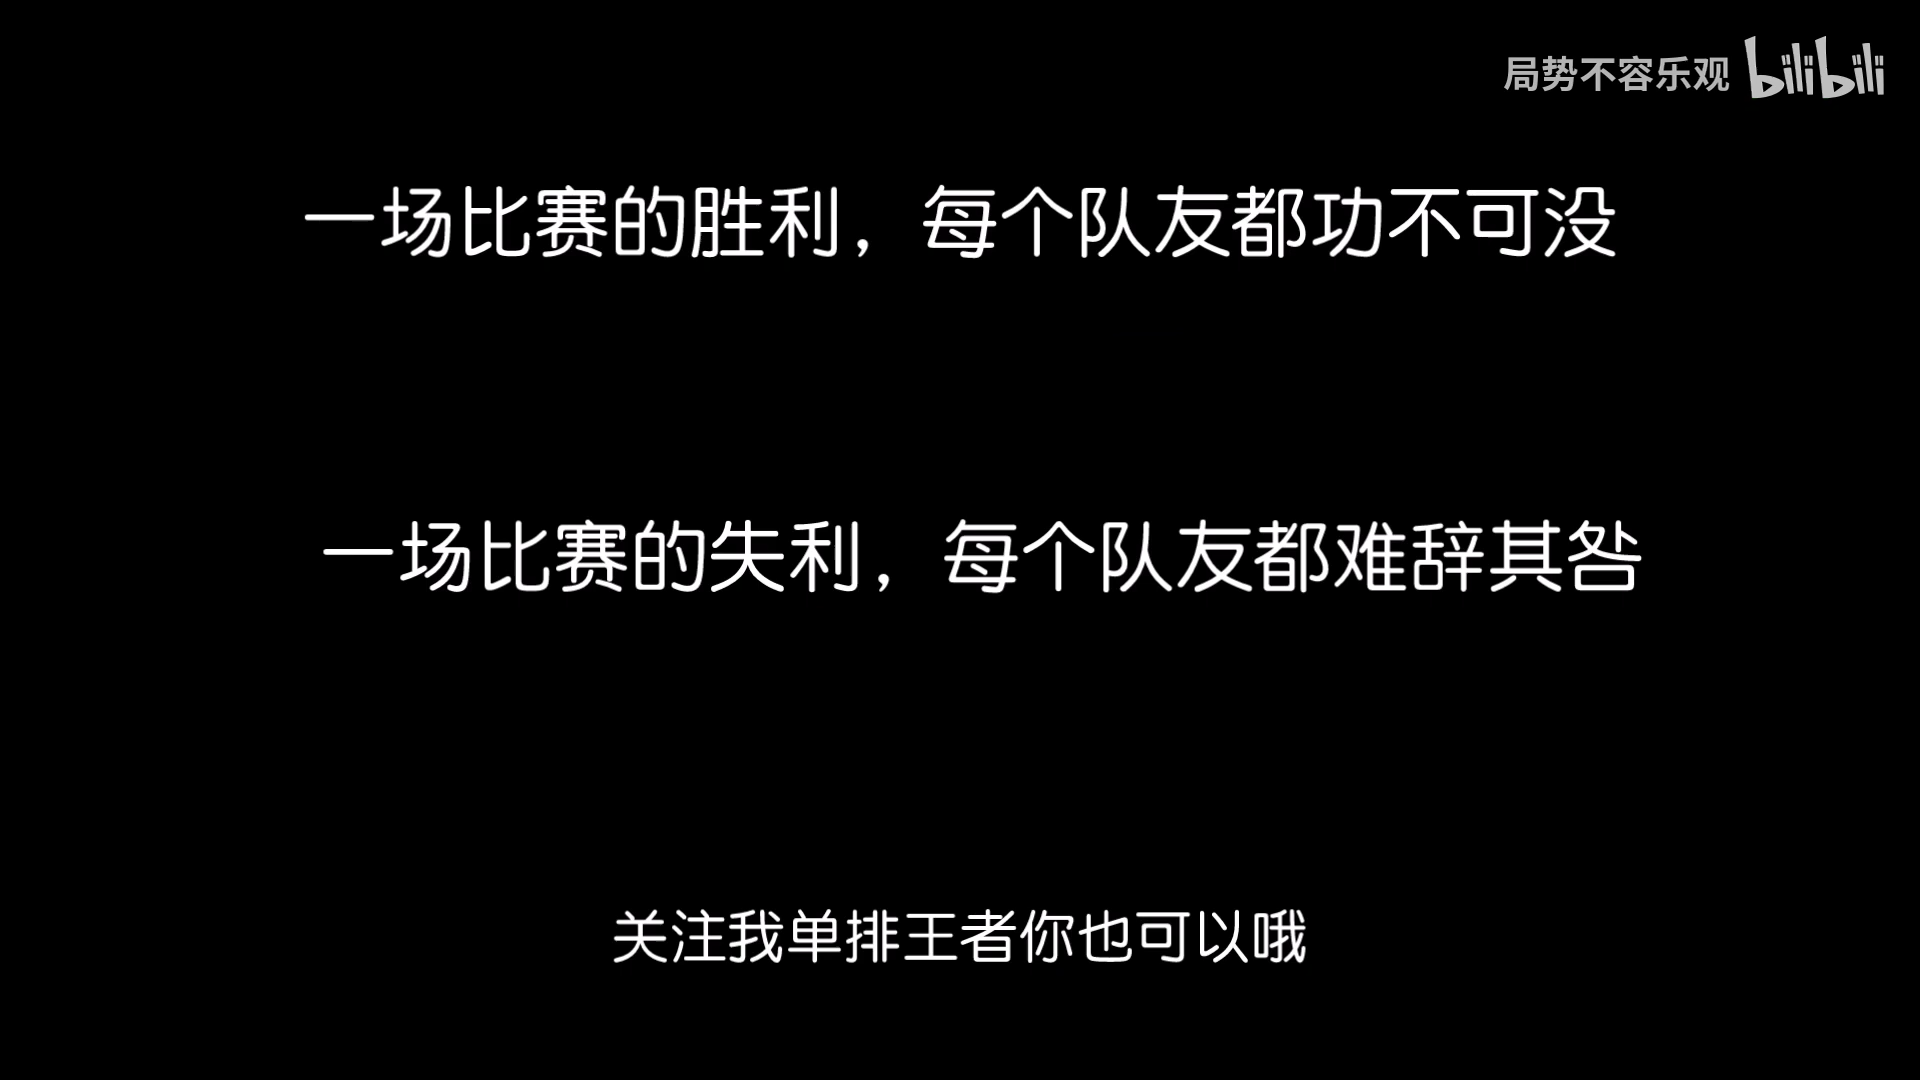 局势不容乐观 bilibili
一场比赛的胜利，每个队友都功不可没
一场比赛的失利，每个队友都难辞其咎
关注我单排王者你也可以哦